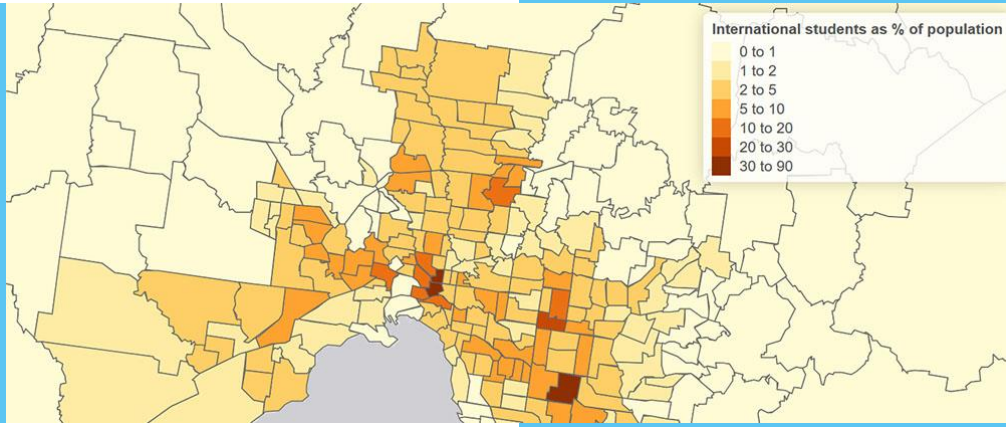 International students as % of population
0 to 1
1 to 2
2 to 5
5 to 10
10 to 20
20 to 30
30 to 90